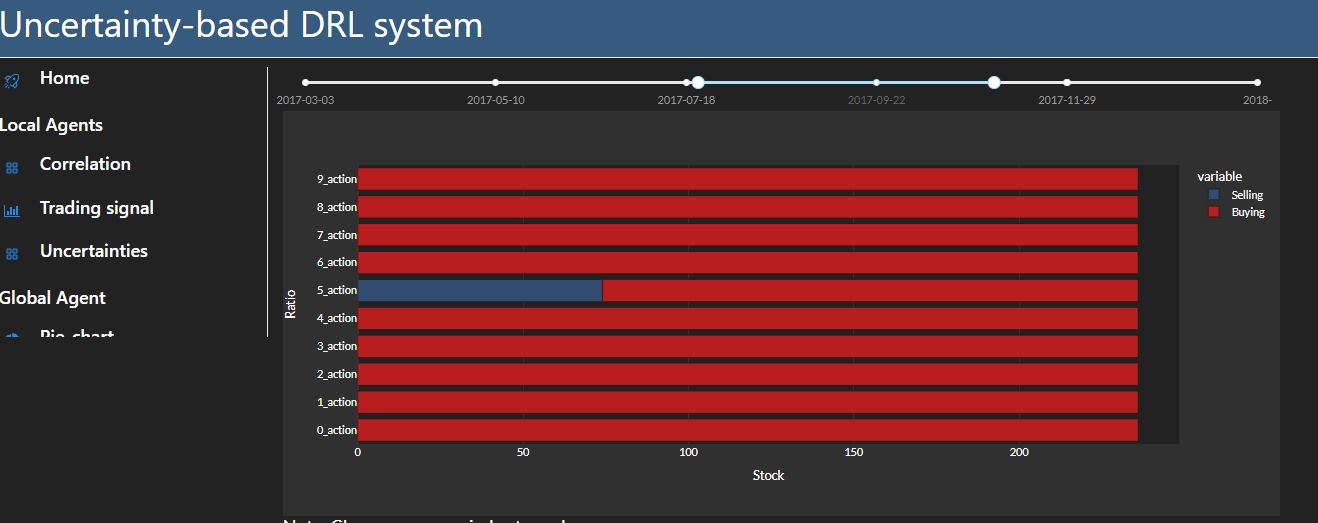 Uncertainty-based DRL system
Home
Local Agents
Correlation
Trading signal
Uncertainties
Global Agent
Pie-chart
2017-03-03 2017-05-10 2017-07-18 2017-09-22 2017-11-29 2018-
variable
Selling
Buying
Ratio
9_action
8_action
7_action
6_action
5_action
4_action
3_action
2_action
1_action
0_action
0 50 100 150 200
Stock